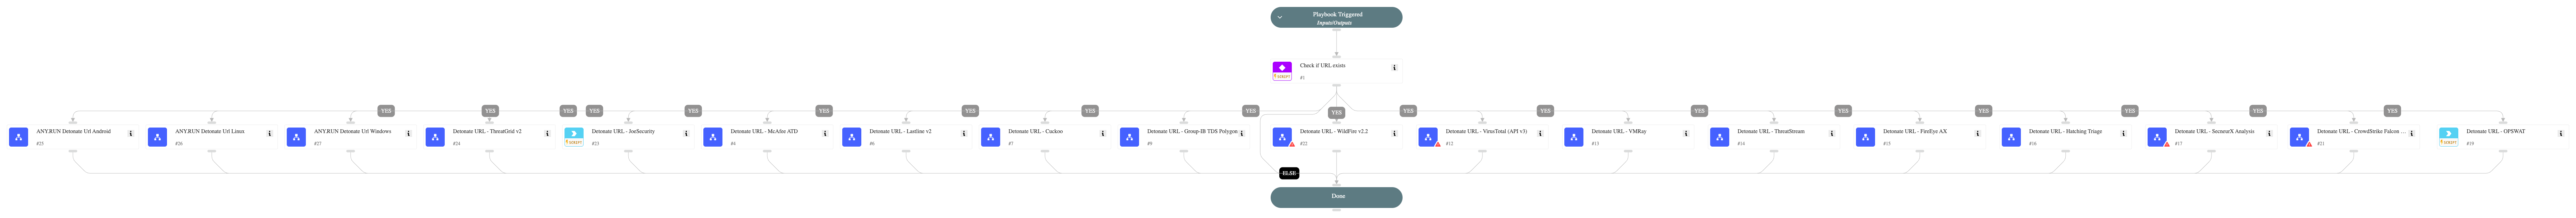 Playbook Triggered
Inputs/Outputs
Check if URL exists
#1
SCRIPT
YES YES YES YES YES YES YES YES YES YES YES YES YES YES YES YES YES YES
ANY.RUN Detonate Url Android
#25
ANY.RUN Detonate Url Linux
#26
ANY.RUN Detonate Url Windows
#27
Detonate URL - ThreatGrid v2
#24
Detonate URL - JoeSecurity
#23
SCRIPT
Detonate URL - McAfee ATD
#4
Detonate URL - Lastline v2
#6
Detonate URL - Cuckoo
#7
Detonate URL - Group-IB TDS Polygon
#9
Detonate URL - WildFire v2.2
#22
Detonate URL - VirusTotal (API v3)
#12
Detonate URL - VMRay
#13
Detonate URL - ThreatStream
#14
Detonate URL - FireEye AX
#15
Detonate URL - Hatching Triage
#16
Detonate URL - SecneurX Analysis
#17
Detonate URL - CrowdStrike Falcon ...
#21
Detonate URL - OPSWAT
#19
SCRIPT
ELSE
Done